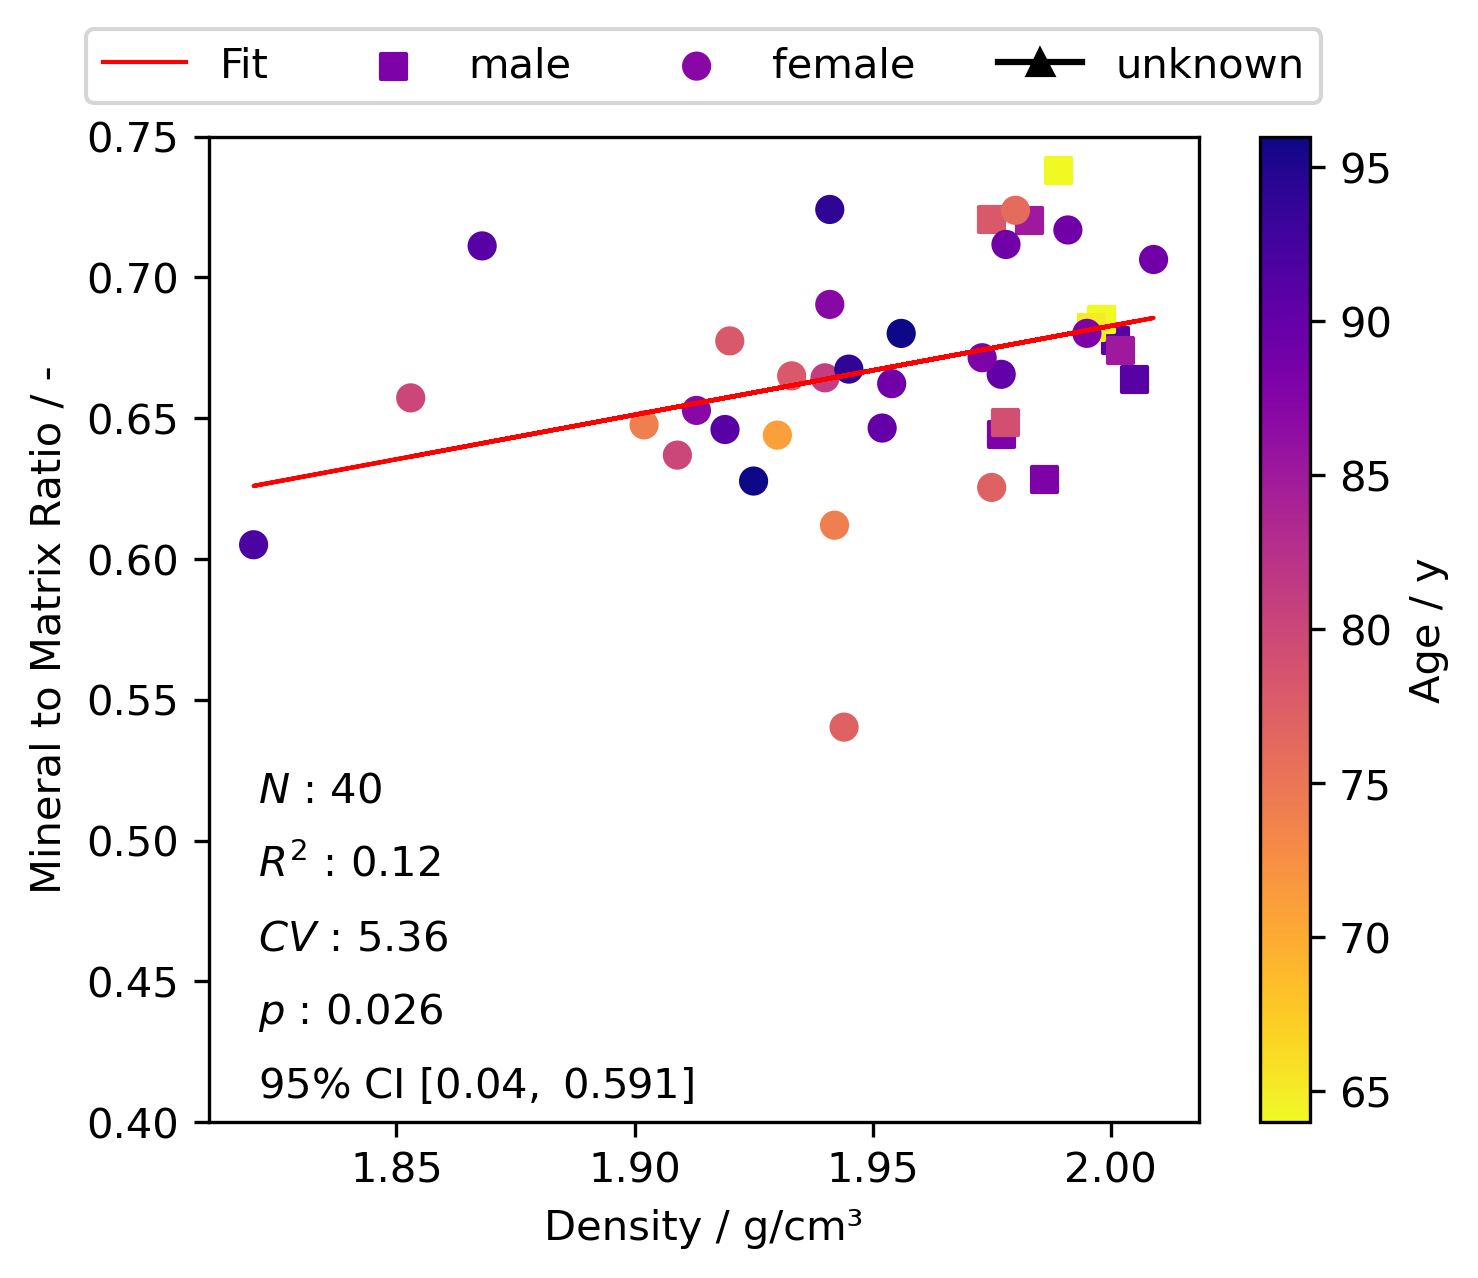 Fit male female unknown
0.75
0.70
0.65
0.60
0.55
0.50
0.45
0.40
Mineral to Matrix Ratio / -
N : 40
R² : 0.12
CV : 5.36
p : 0.026
95% CI [0.04, 0.591]
1.85 1.90 1.95 2.00
Density / g/cm³
95
90
85
80
75
70
65
Age / y